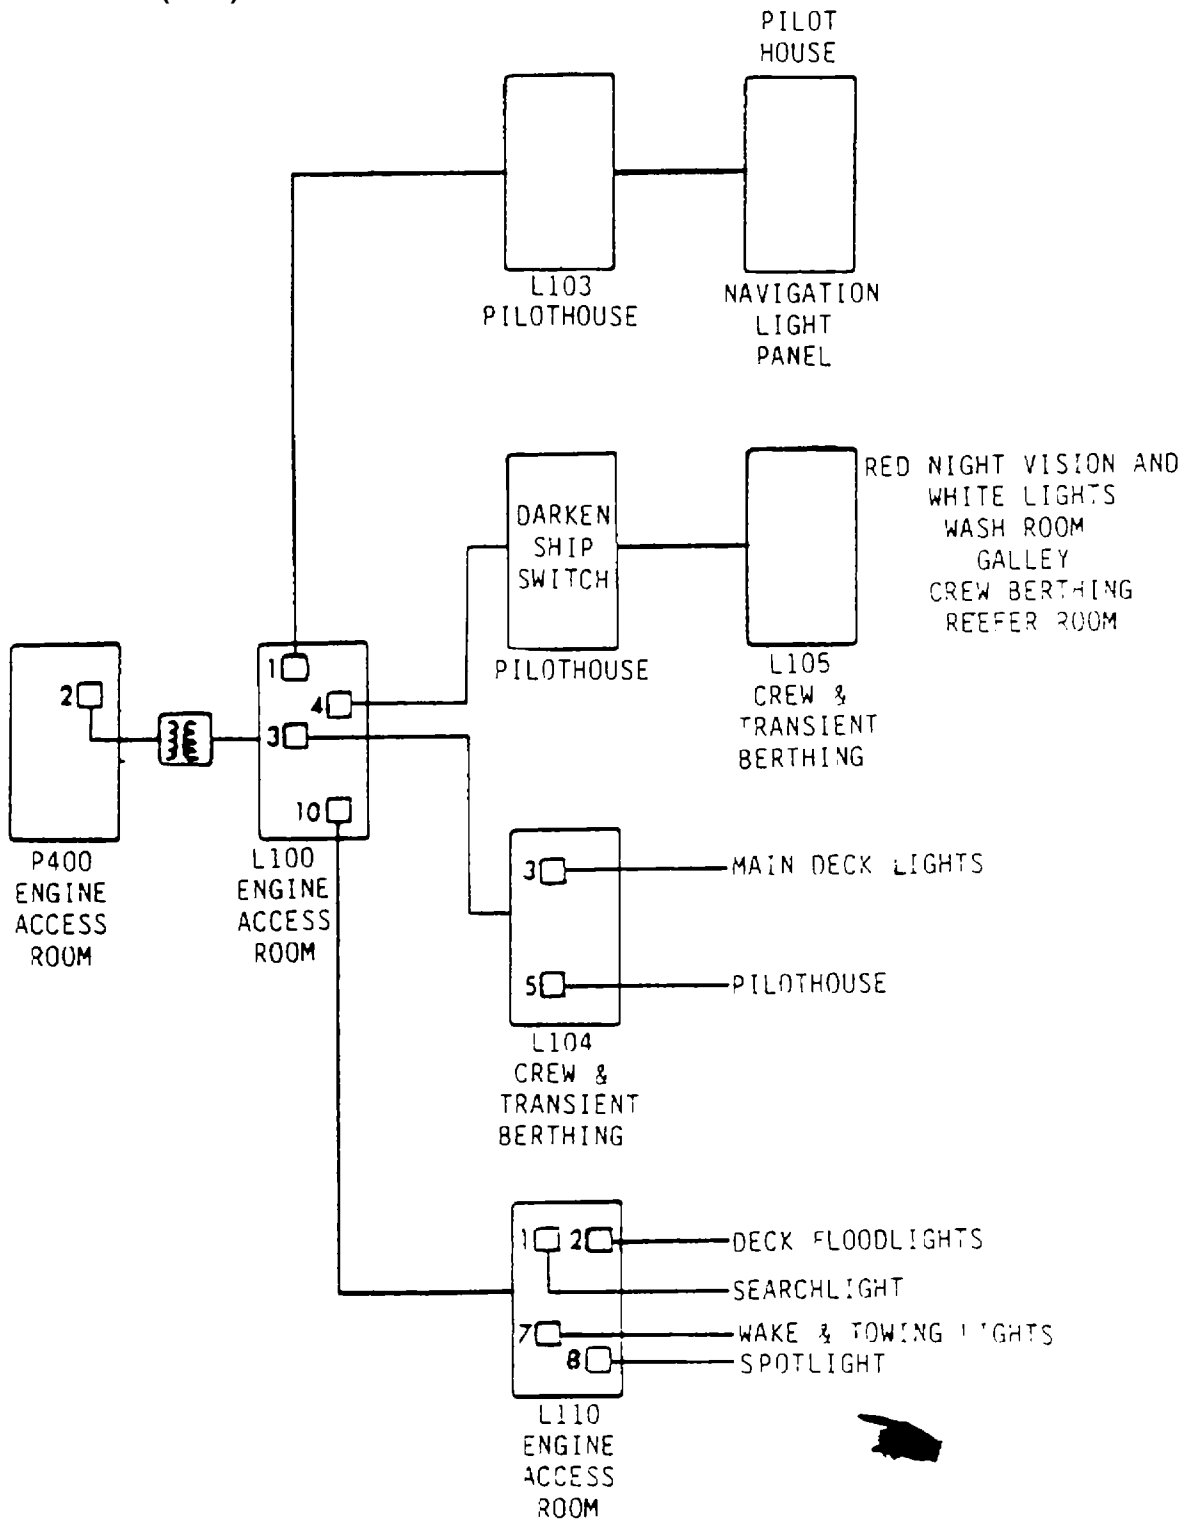 PILOT
HOUSE
L103
PILOTHOUSE
NAVIGATION
LIGHT
PANEL
DARKEN
SHIP
SWITCH
PILOTHOUSE
RED NIGHT VISION AND
WHITE LIGHTS
WASH ROOM
GALLEY
CREW BERTHING
REEFER ROOM
L105
CREW &
TRANSIENT
BERTHING
2
P400
ENGINE
ACCESS
ROOM
1
4
3
10
L100
ENGINE
ACCESS
ROOM
3
MAIN DECK LIGHTS
5
PILOTHOUSE
L104
CREW &
TRANSIENT
BERTHING
1 2
DECK FLOODLIGHTS
SEARCHLIGHT
7
WAKE & TOWING LIGHTS
8
SPOTLIGHT
L110
ENGINE
ACCESS
ROOM